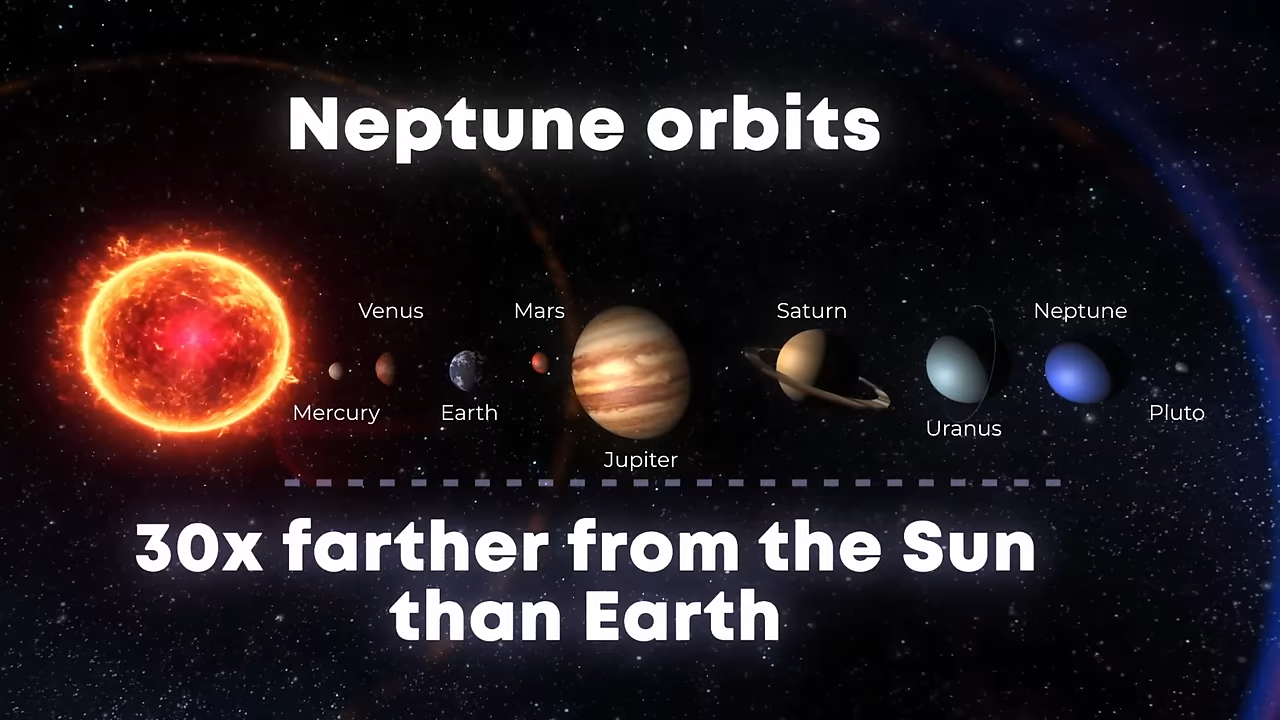 Neptune orbits
Venus
Mars
Saturn
Neptune
Mercury
Earth
Pluto
Uranus
Jupiter
30x farther from the Sun
than Earth